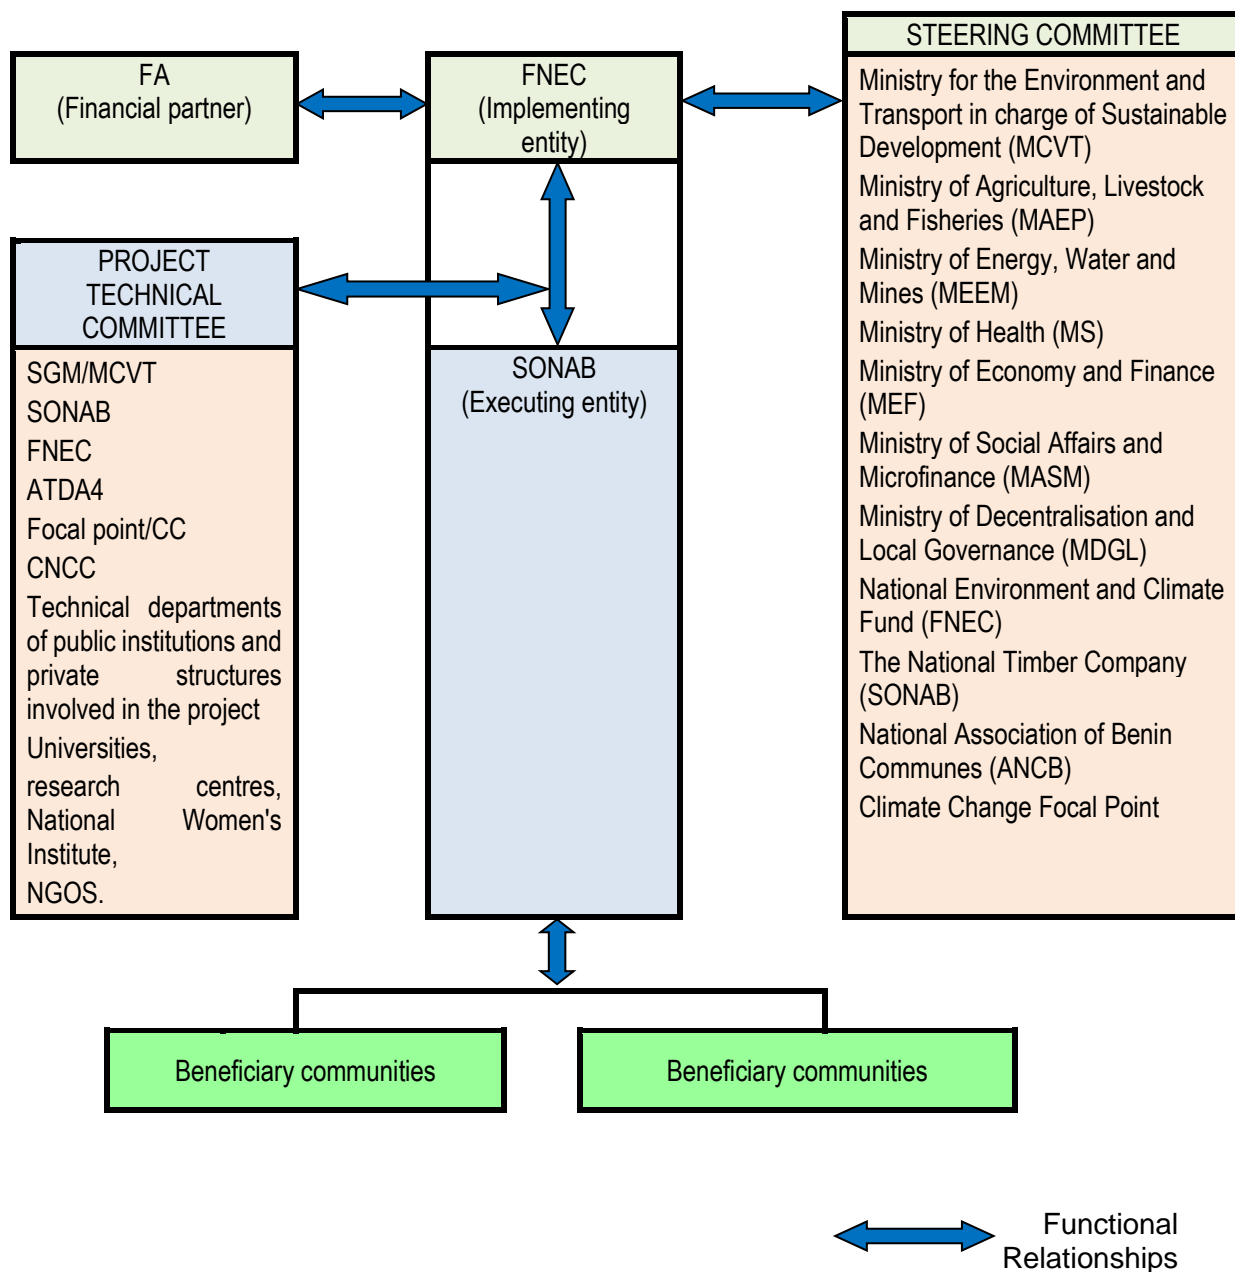 FA
(Financial partner)
FNEC
(Implementing
entity)
STEERING COMMITTEE
Ministry for the Environment and
Transport in charge of Sustainable
Development (MCVT)
Ministry of Agriculture, Livestock
and Fisheries (MAEP)
Ministry of Energy, Water and
Mines (MEEM)
Ministry of Health (MS)
Ministry of Economy and Finance
(MEF)
Ministry of Social Affairs and
Microfinance (MASM)
Ministry of Decentralisation and
Local Governance (MDGL)
National Environment and Climate
Fund (FNEC)
The National Timber Company
(SONAB)
National Association of Benin
Communes (ANCB)
Climate Change Focal Point
PROJECT
TECHNICAL
COMMITTEE
SGM/MCVT
SONAB
FNEC
ATDA4
Focal point/CC
CNCC
Technical departments
of public institutions and
private structures
involved in the project
Universities,
research centres,
National Women's
Institute,
NGOS.
SONAB
(Executing entity)
Beneficiary communities
Beneficiary communities
Functional
Relationships